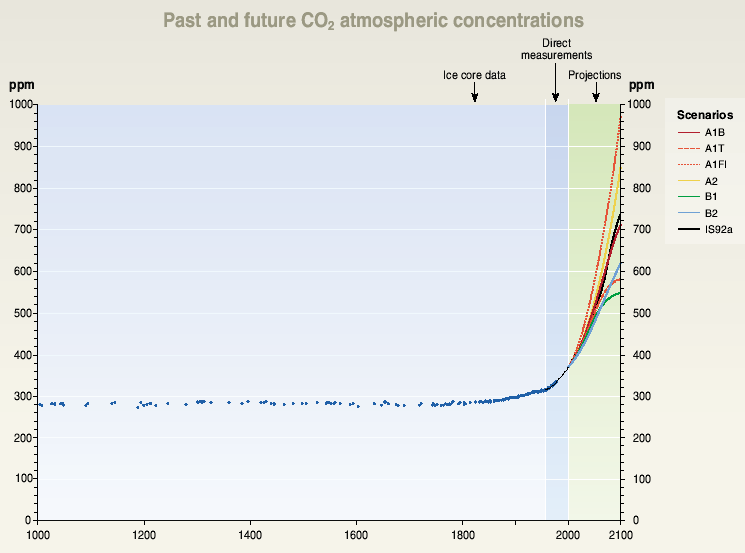 Past and future CO₂ atmospheric concentrations
Direct
measurements
Ice core data
Projections
ppm
ppm
1000
900
800
700
600
500
400
300
200
100
0
1000
900
800
700
600
500
400
300
200
100
0
1000
1200
1400
1600
1800
2000
2100
Scenarios
A1B
A1T
A1FI
A2
B1
B2
IS92a